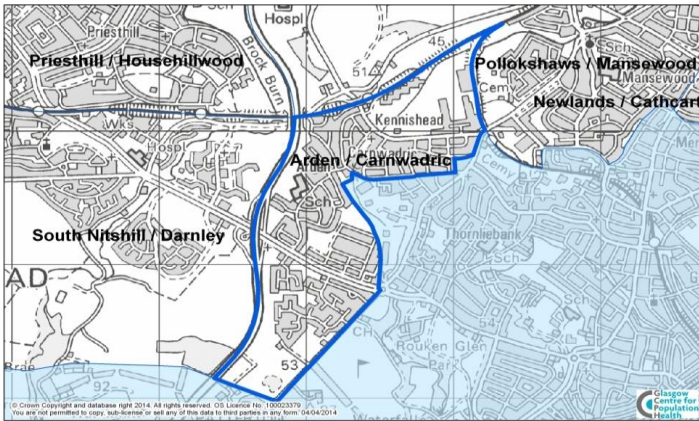 Priesthill
Hospl
Priesthill / Househillwood
Brock Burn
45
51
Sch
Pollokshaws / Mansewood
Mansewood
Cemy
Newlands / Cathcart
Wks
Kennishead
Hospl
Carnwadric
Arden / Carnwadric
Arden
Sch
Cemy
South Nitshill / Darnley
Thornliebank
Sch
AD
Sch
CH
54
Rouken Glen
Park
53
Brae
92
© Crown Copyright and database right 2014. All rights reserved. OS Licence No. 100023379
You are not permitted to copy, sub-license or sell any of this data to third parties in any form. 04/04/2014
Glasgow
Centre for
Population
Health